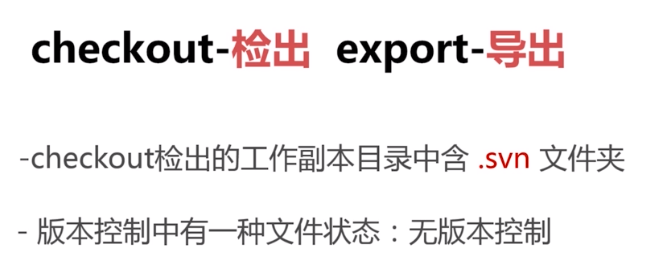 checkout-检出 export-导出
-checkout检出的工作副本目录中含 .svn 文件夹
- 版本控制中有一种文件状态：无版本控制